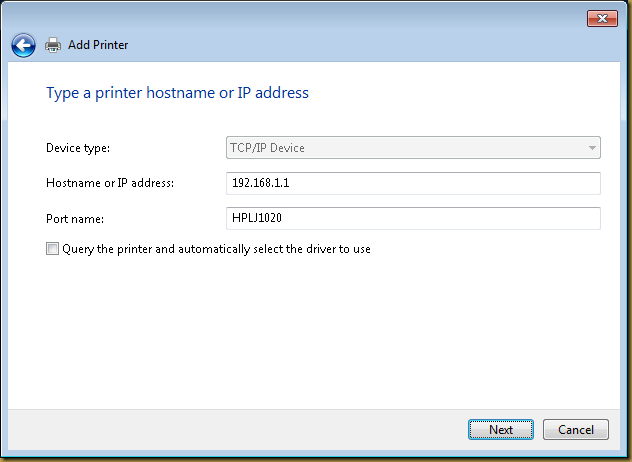 Add Printer
Type a printer hostname or IP address
Device type: TCP/IP Device
Hostname or IP address: 192.168.1.1
Port name: HPLJ1020
Query the printer and automatically select the driver to use
Next Cancel